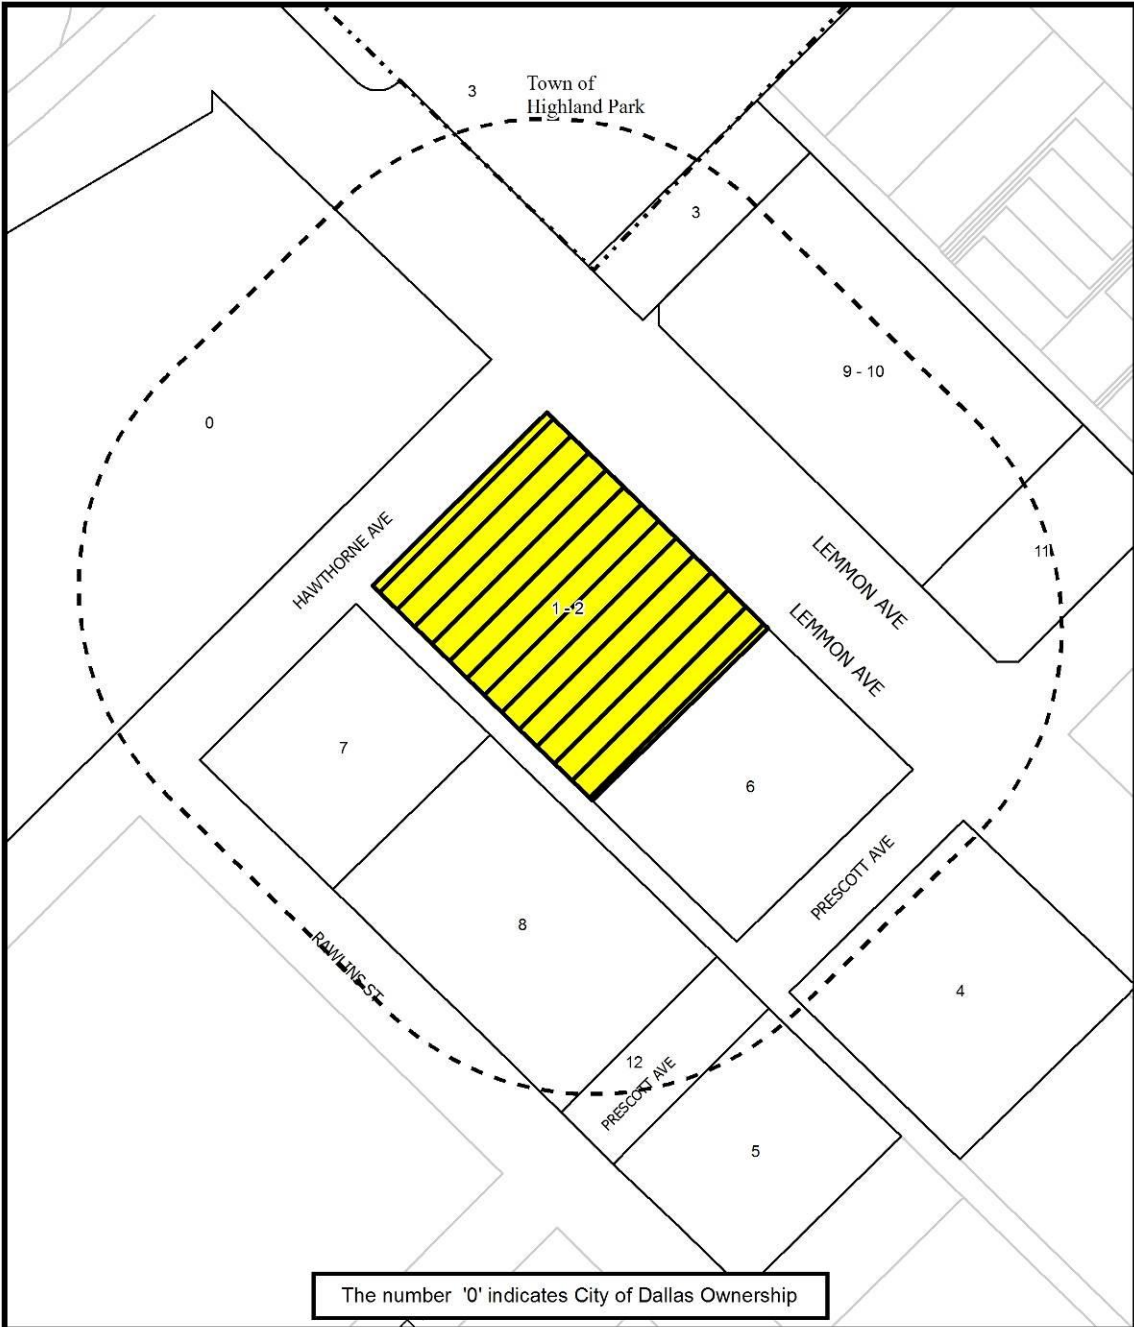 3
Town of
Highland Park
3
9 - 10
0
HAWTHORNE AVE
LEMMON AVE
11
1 - 2
LEMMON AVE
7
6
PRESCOTT AVE
8
RAWLINS ST
4
12
PRESCOTT AVE
5
The number '0' indicates City of Dallas Ownership